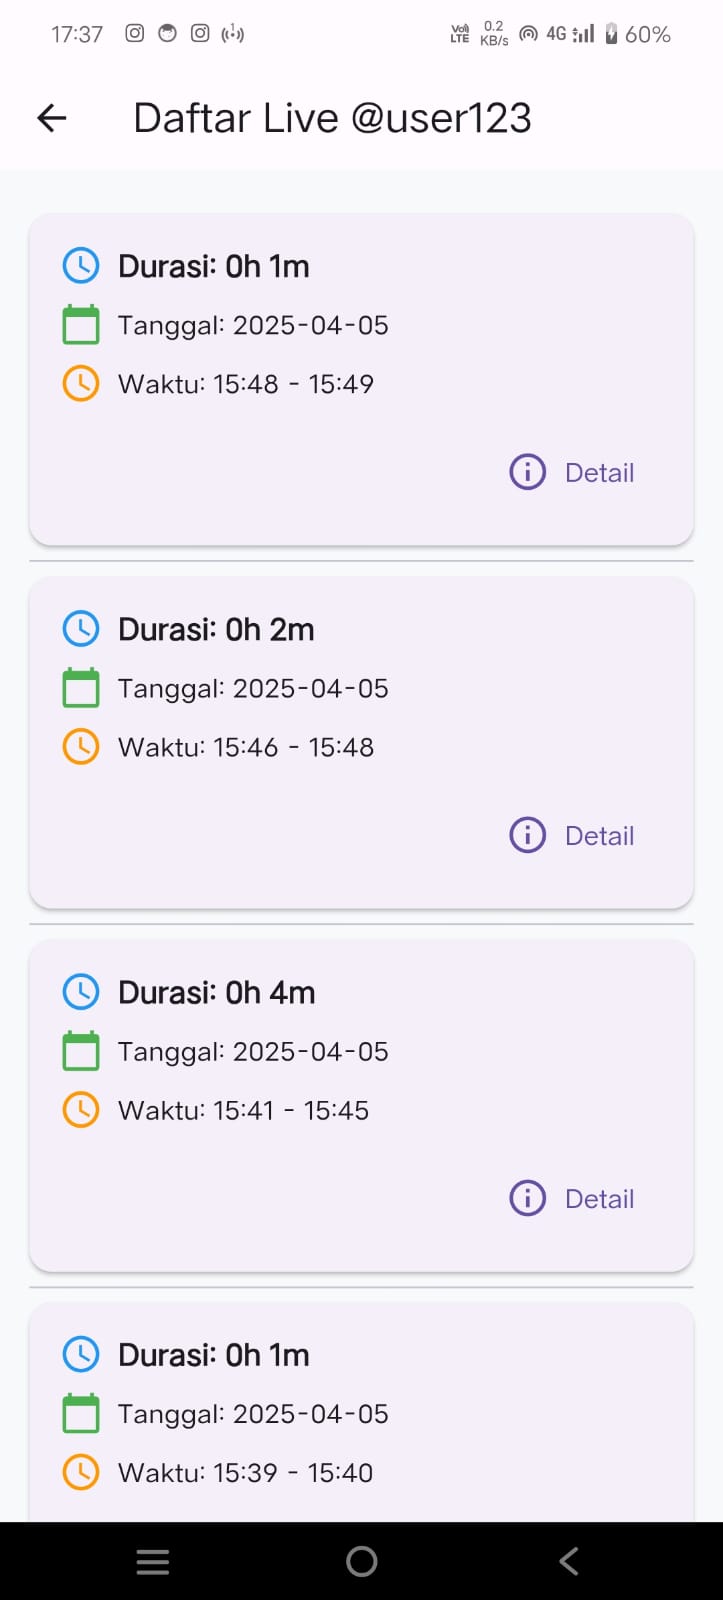 17:37 Voi) LTE 0.2 KB/s 4G 60%
Daftar Live @user123
Durasi: 0h 1m
Tanggal: 2025-04-05
Waktu: 15:48 - 15:49
Detail
Durasi: 0h 2m
Tanggal: 2025-04-05
Waktu: 15:46 - 15:48
Detail
Durasi: 0h 4m
Tanggal: 2025-04-05
Waktu: 15:41 - 15:45
Detail
Durasi: 0h 1m
Tanggal: 2025-04-05
Waktu: 15:39 - 15:40